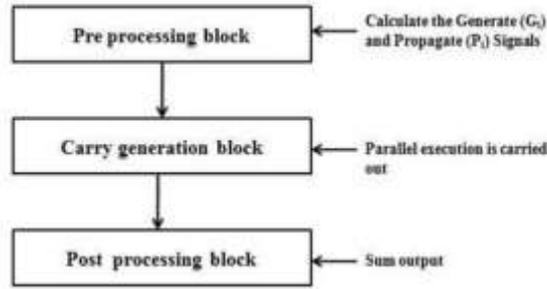 Pre processing block
Calculate the Generate (Gᵢ)
and Propagate (Pᵢ) Signals
Carry generation block
Parallel execution is carried
out
Post processing block
Sum output